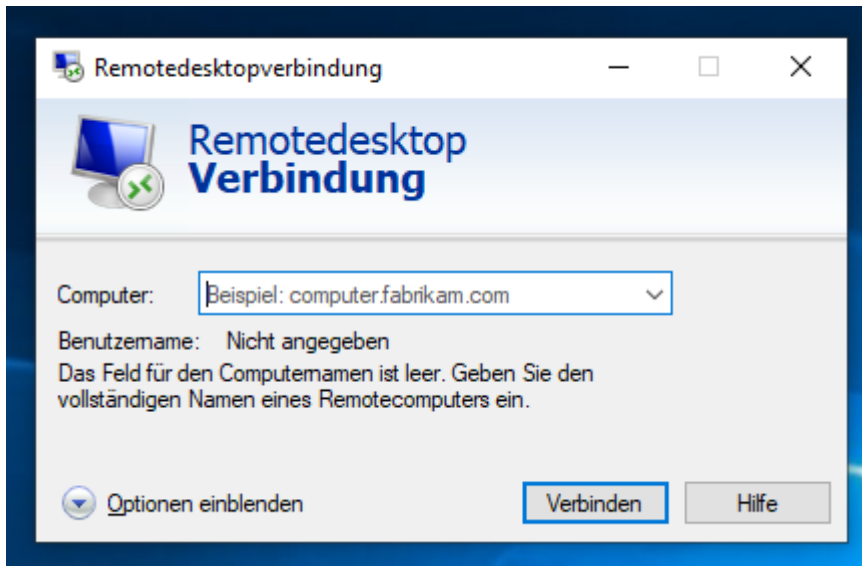 Remotedesktopverbindung
Remotedesktop
Verbindung
Computer: Beispiel: computer.fabrikam.com
Benutzername: Nicht angegeben
Das Feld für den Computernamen ist leer. Geben Sie den
vollständigen Namen eines Remotecomputers ein.
Optionen einblenden Verbinden Hilfe